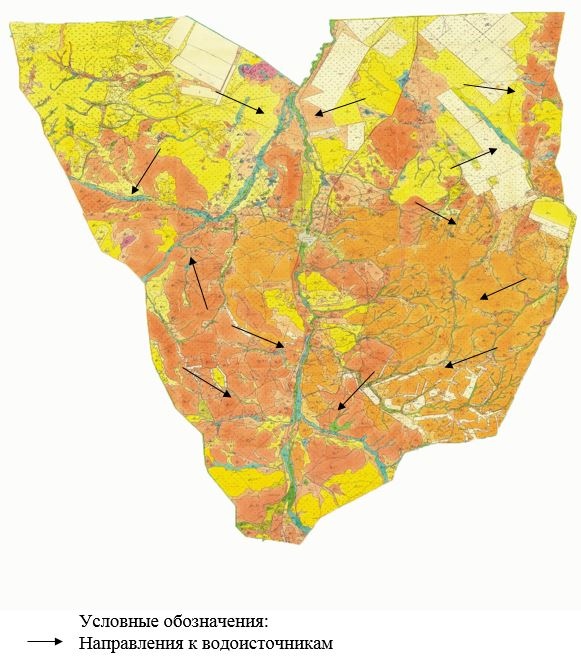 Условные обозначения:
Направления к водоисточникам